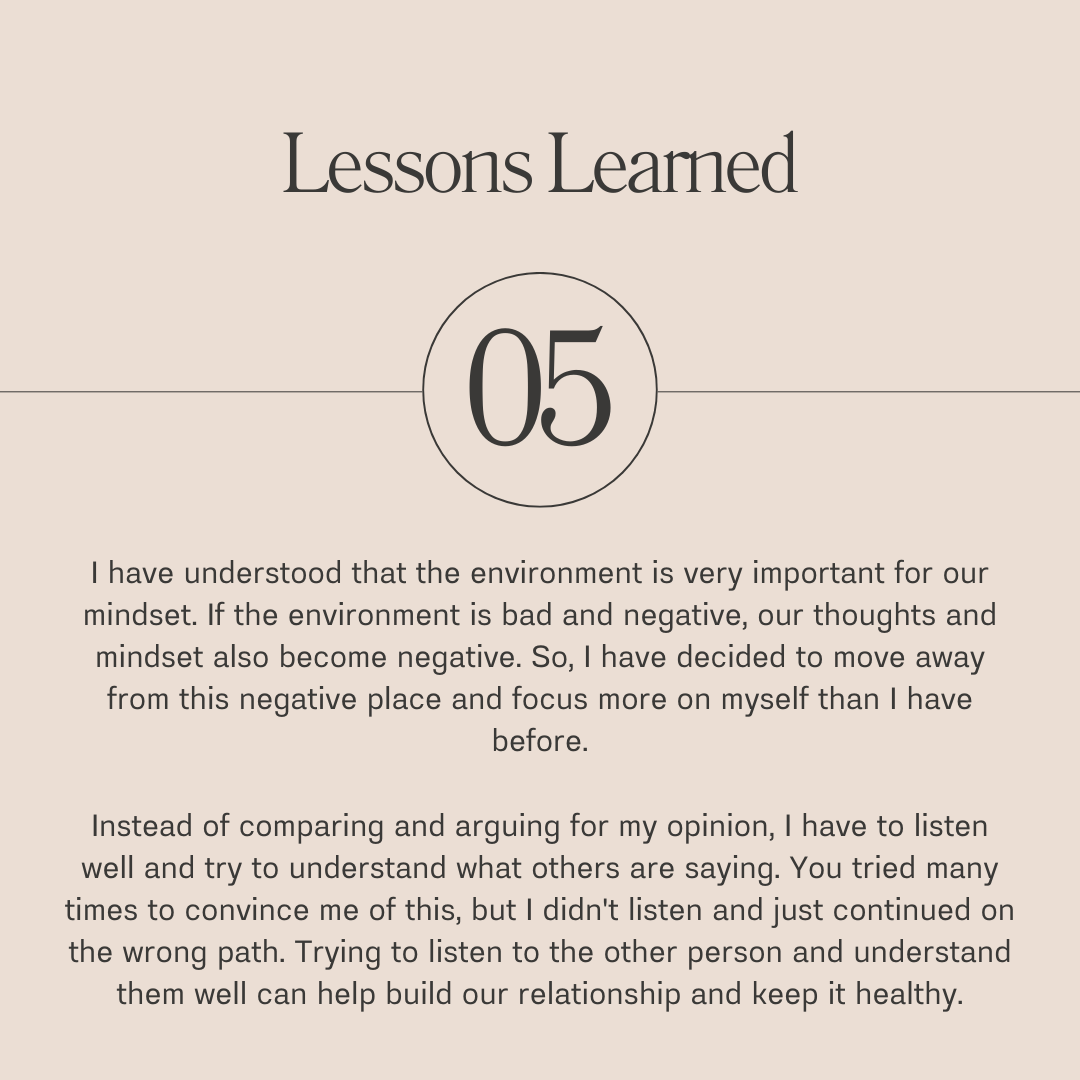 Lessons Learned
05
I have understood that the environment is very important for our
mindset. If the environment is bad and negative, our thoughts and
mindset also become negative. So, I have decided to move away
from this negative place and focus more on myself than I have
before.
Instead of comparing and arguing for my opinion, I have to listen
well and try to understand what others are saying. You tried many
times to convince me of this, but I didn't listen and just continued on
the wrong path. Trying to listen to the other person and understand
them well can help build our relationship and keep it healthy.